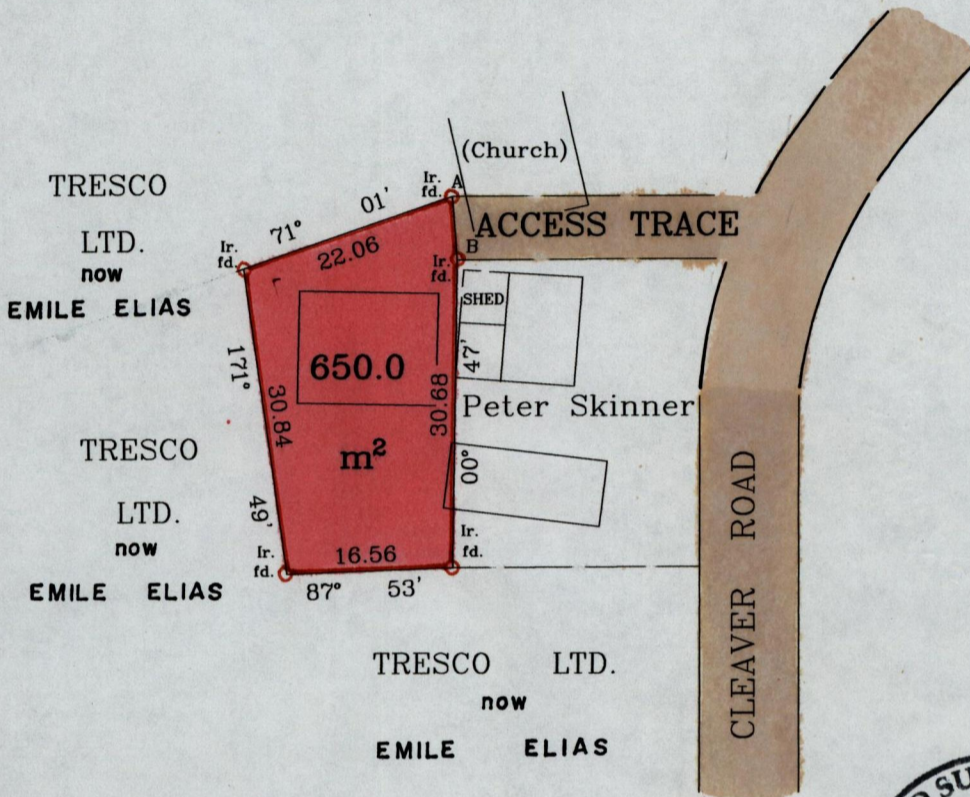 (Church)
TRESCO
LTD.
now
EMILE ELIAS
Ir.
fd.
A
71° 01'
22.06
ACCESS TRACE
Ir.
fd.
B
Ir.
fd.
SHED
47'
650.0
m²
171°
30.84
49'
30.68
00°
Peter Skinner
TRESCO
LTD.
now
EMILE ELIAS
Ir.
fd.
16.56
87° 53'
Ir.
fd.
CLEAVER ROAD
TRESCO LTD.
now
EMILE ELIAS